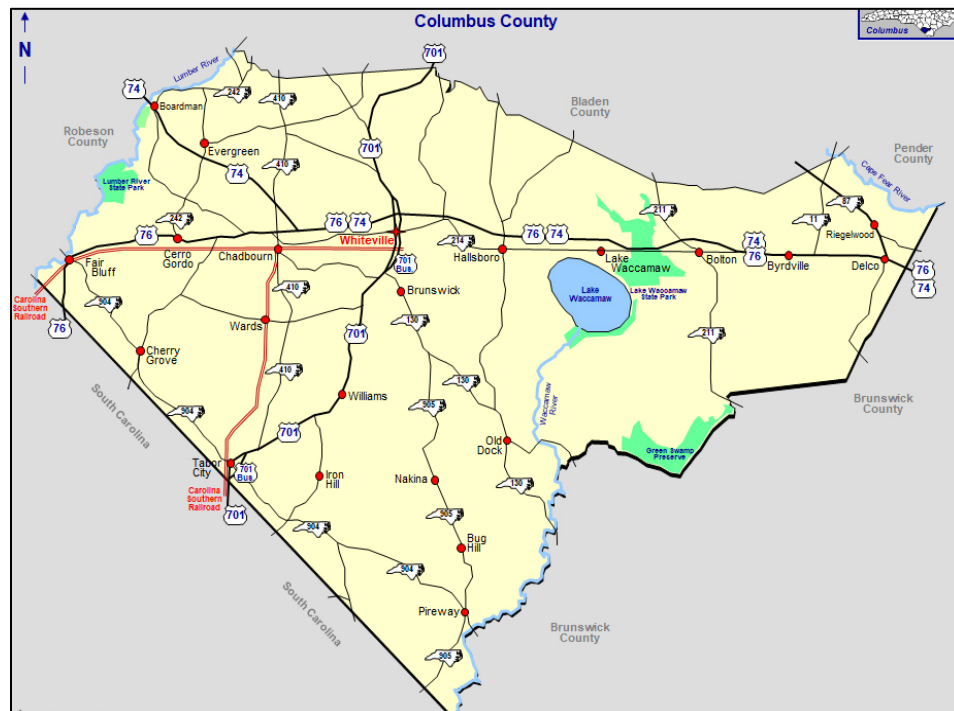 Columbus County
N
Columbus
701
Lumber River
74
242
410
Boardman
Bladen
County
Robeson
County
Evergreen
701
Pender
County
410
74
Cape Fear River
Lumber River
State Park
87
242
211
11
76
76 74
Riegelwood
Whiteville
214
76 74
74
76
Fair
Bluff
Cerro
Gordo
Chadbourn
701
Bus.
Hallsboro
Lake
Waccamaw
Bolton
Byrdville
Delco
76
74
410
Brunswick
Lake
Waccamaw
Lake Waccamaw
State Park
Carolina
Southern
Railroad
904
76
Wards
130
701
211
Cherry
Grove
410
130
South Carolina
Williams
905
Waccamaw
River
Brunswick
County
904
701
Old
Dock
Green Swamp
Preserve
Tabor
City
701
Bus
Iron
Hill
Nakina
130
Carolina
Southern
Railroad
701
904
905
Bug
Hill
904
South Carolina
Pireway
Brunswick
County
905